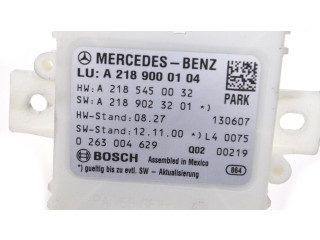 MERCEDES-BENZ
LU: A 218 900 01 04
HW: A 218 545 00 32
SW: A 218 902 32 01 *)
PARK
HW-Stand: 08.27 130607
SW-Stand: 12.11.00 *) L4 0075
0 263 004 629 Q02 00219
BOSCH Assembled in Mexico
*) gueltig bis zu evtl. SW - Aktualisierung 864